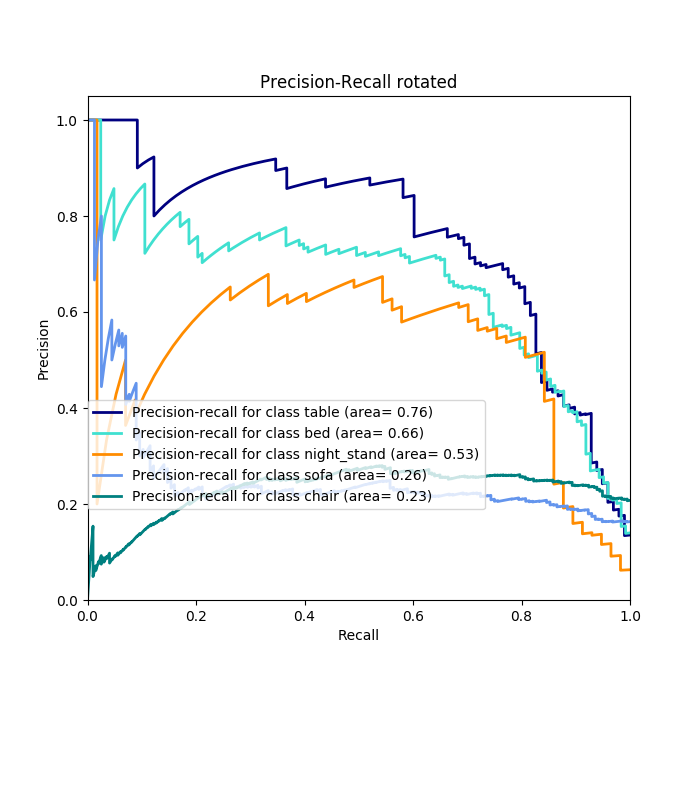 Precision-Recall rotated
1.0
0.8
0.6
0.4
0.2
0.0
Precision
Precision-recall for class table (area= 0.76)
Precision-recall for class bed (area= 0.66)
Precision-recall for class night_stand (area= 0.53)
Precision-recall for class sofa (area= 0.26)
Precision-recall for class chair (area= 0.23)
0.0 0.2 0.4 0.6 0.8 1.0
Recall